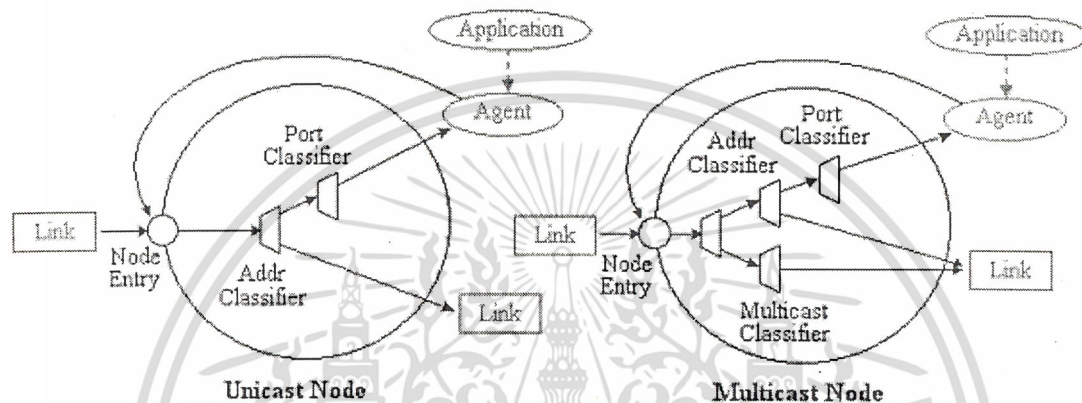 Application
Agent
Port
Classifier
Link
Node
Entry
Addr
Classifier
Link
Unicast Node
Application
Agent
Port
Classifier
Addr
Classifier
Link
Node
Entry
Link
Multicast
Classifier
Multicast Node